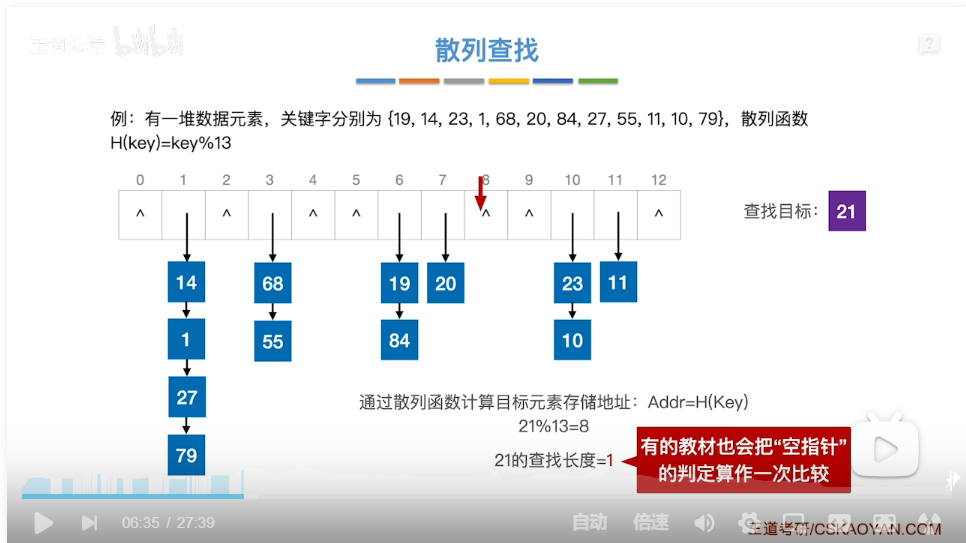 王道论坛 bilibili
散列查找
例：有一堆数据元素，关键字分别为 {19, 14, 23, 1, 68, 20, 84, 27, 55, 11, 10, 79}，散列函数
H(key)=key%13
0 1 2 3 4 5 6 7 8 9 10 11 12
^ ^ ^ ^ ^ ^ ^
查找目标： 21
14 68 19 20 23 11
1 55 84 10
27
79
通过散列函数计算目标元素存储地址：Addr=H(Key)
21%13=8
21的查找长度=1
有的教材也会把“空指针”
的判定算作一次比较
06:35 / 27:39
自动 倍速
王道考研/CSKAOYAN.COM